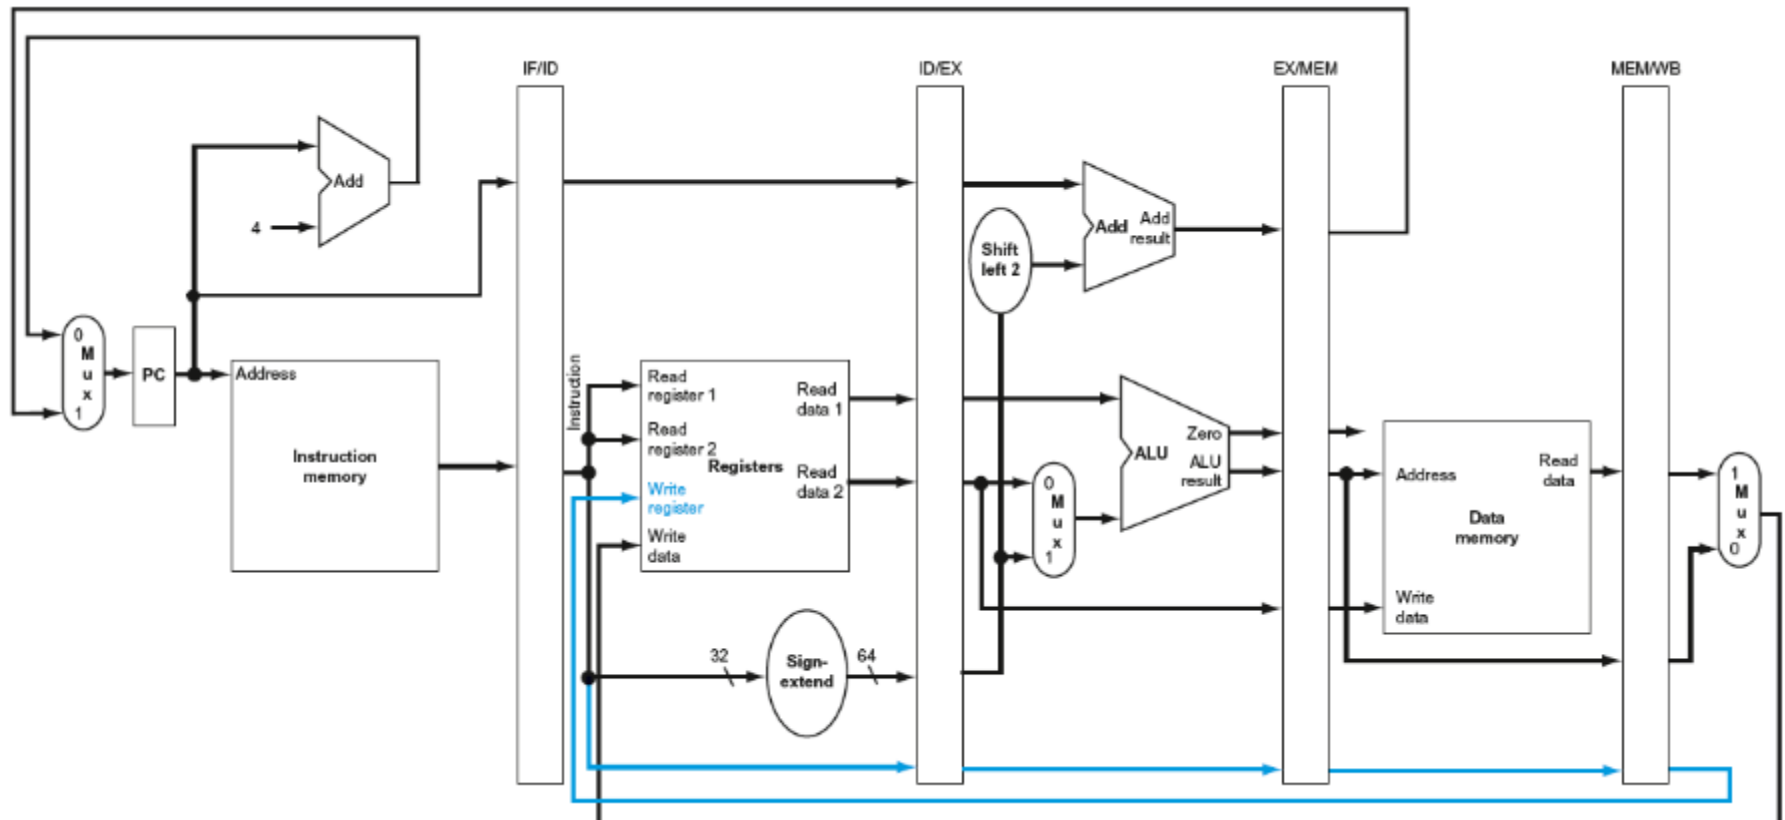 IF/ID
ID/EX
EX/MEM
MEM/WB
Add
4
Add
Add
result
Shift
left 2
0
M
u
x
1
PC
Address
Instruction
memory
Instruction
Read
register 1
Read
register 2
Registers
Write
register
Write
data
Read
data 1
Read
data 2
0
M
u
x
1
ALU
Zero
ALU
result
Address
Read
data
Data
memory
Write
data
1
M
u
x
0
32
Sign-
extend
64